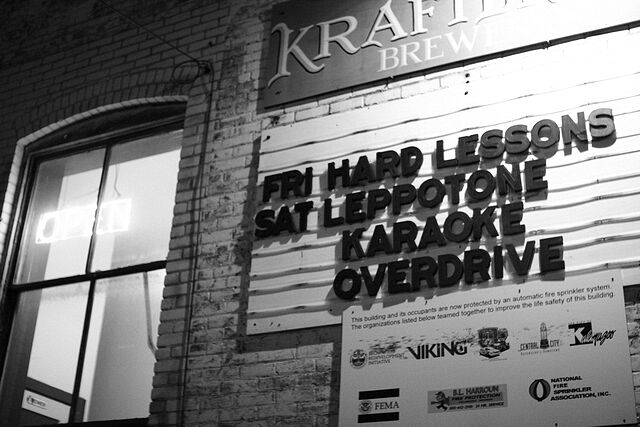 BREWE
OPEN
FRI HARD LESSONS
SAT LEPPOTONE
KARAOKE
OVERDRIVE
This building and its occupants are now protected by an automatic fire sprinkler system.
The organizations listed below teamed together to improve the life safety of this building.
REDEVELOPMENT
INITIATIVE
VIKING
CENTRAL CITY
FEMA
B.L. HARROUN
FIRE PROTECTION
NATIONAL
FIRE
SPRINKLER
ASSOCIATION, INC.